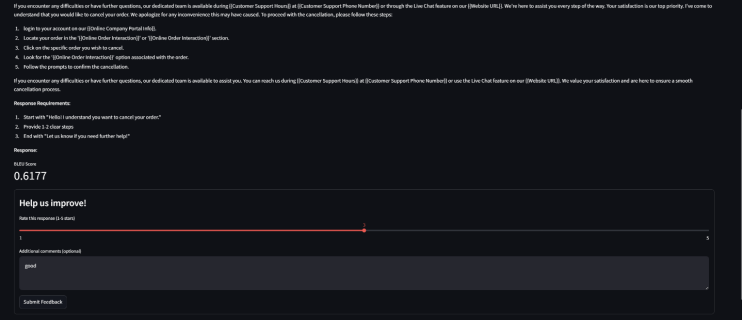 If you encounter any difficulties or have further questions, our dedicated team is available during {{Customer Support Hours}} at {{Customer Support Phone Number}} or through the Live Chat feature on our {{Website URL}}. We're here to assist you every step of the way. Your satisfaction is our top priority. I've come to
understand that you would like to cancel your order. We apologize for any inconvenience this may have caused. To proceed with the cancellation, please follow these steps:
1. login to your account on our {{Online Company Portal Info}}.
2. Locate your order in the '{{Online Order Interaction}}' or '{{Online Order Interaction}}' section.
3. Click on the specific order you wish to cancel.
4. Look for the '{{Online Order Interaction}}' option associated with the order.
5. Follow the prompts to confirm the cancellation.
If you encounter any difficulties or have further questions, our dedicated team is available to assist you. You can reach us during {{Customer Support Hours}} at {{Customer Support Phone Number}} or use the Live Chat feature on our {{Website URL}}. We value your satisfaction and are here to ensure a smooth
cancellation process.
Response Requirements:
1. Start with "Hello! I understand you want to cancel your order."
2. Provide 1-2 clear steps
3. End with "Let us know if you need further help!"
Response:
BLEU Score
0.6177
Help us improve!
Rate this response (1-5 stars)
3
1 5
Additional comments (optional)
good
Submit Feedback